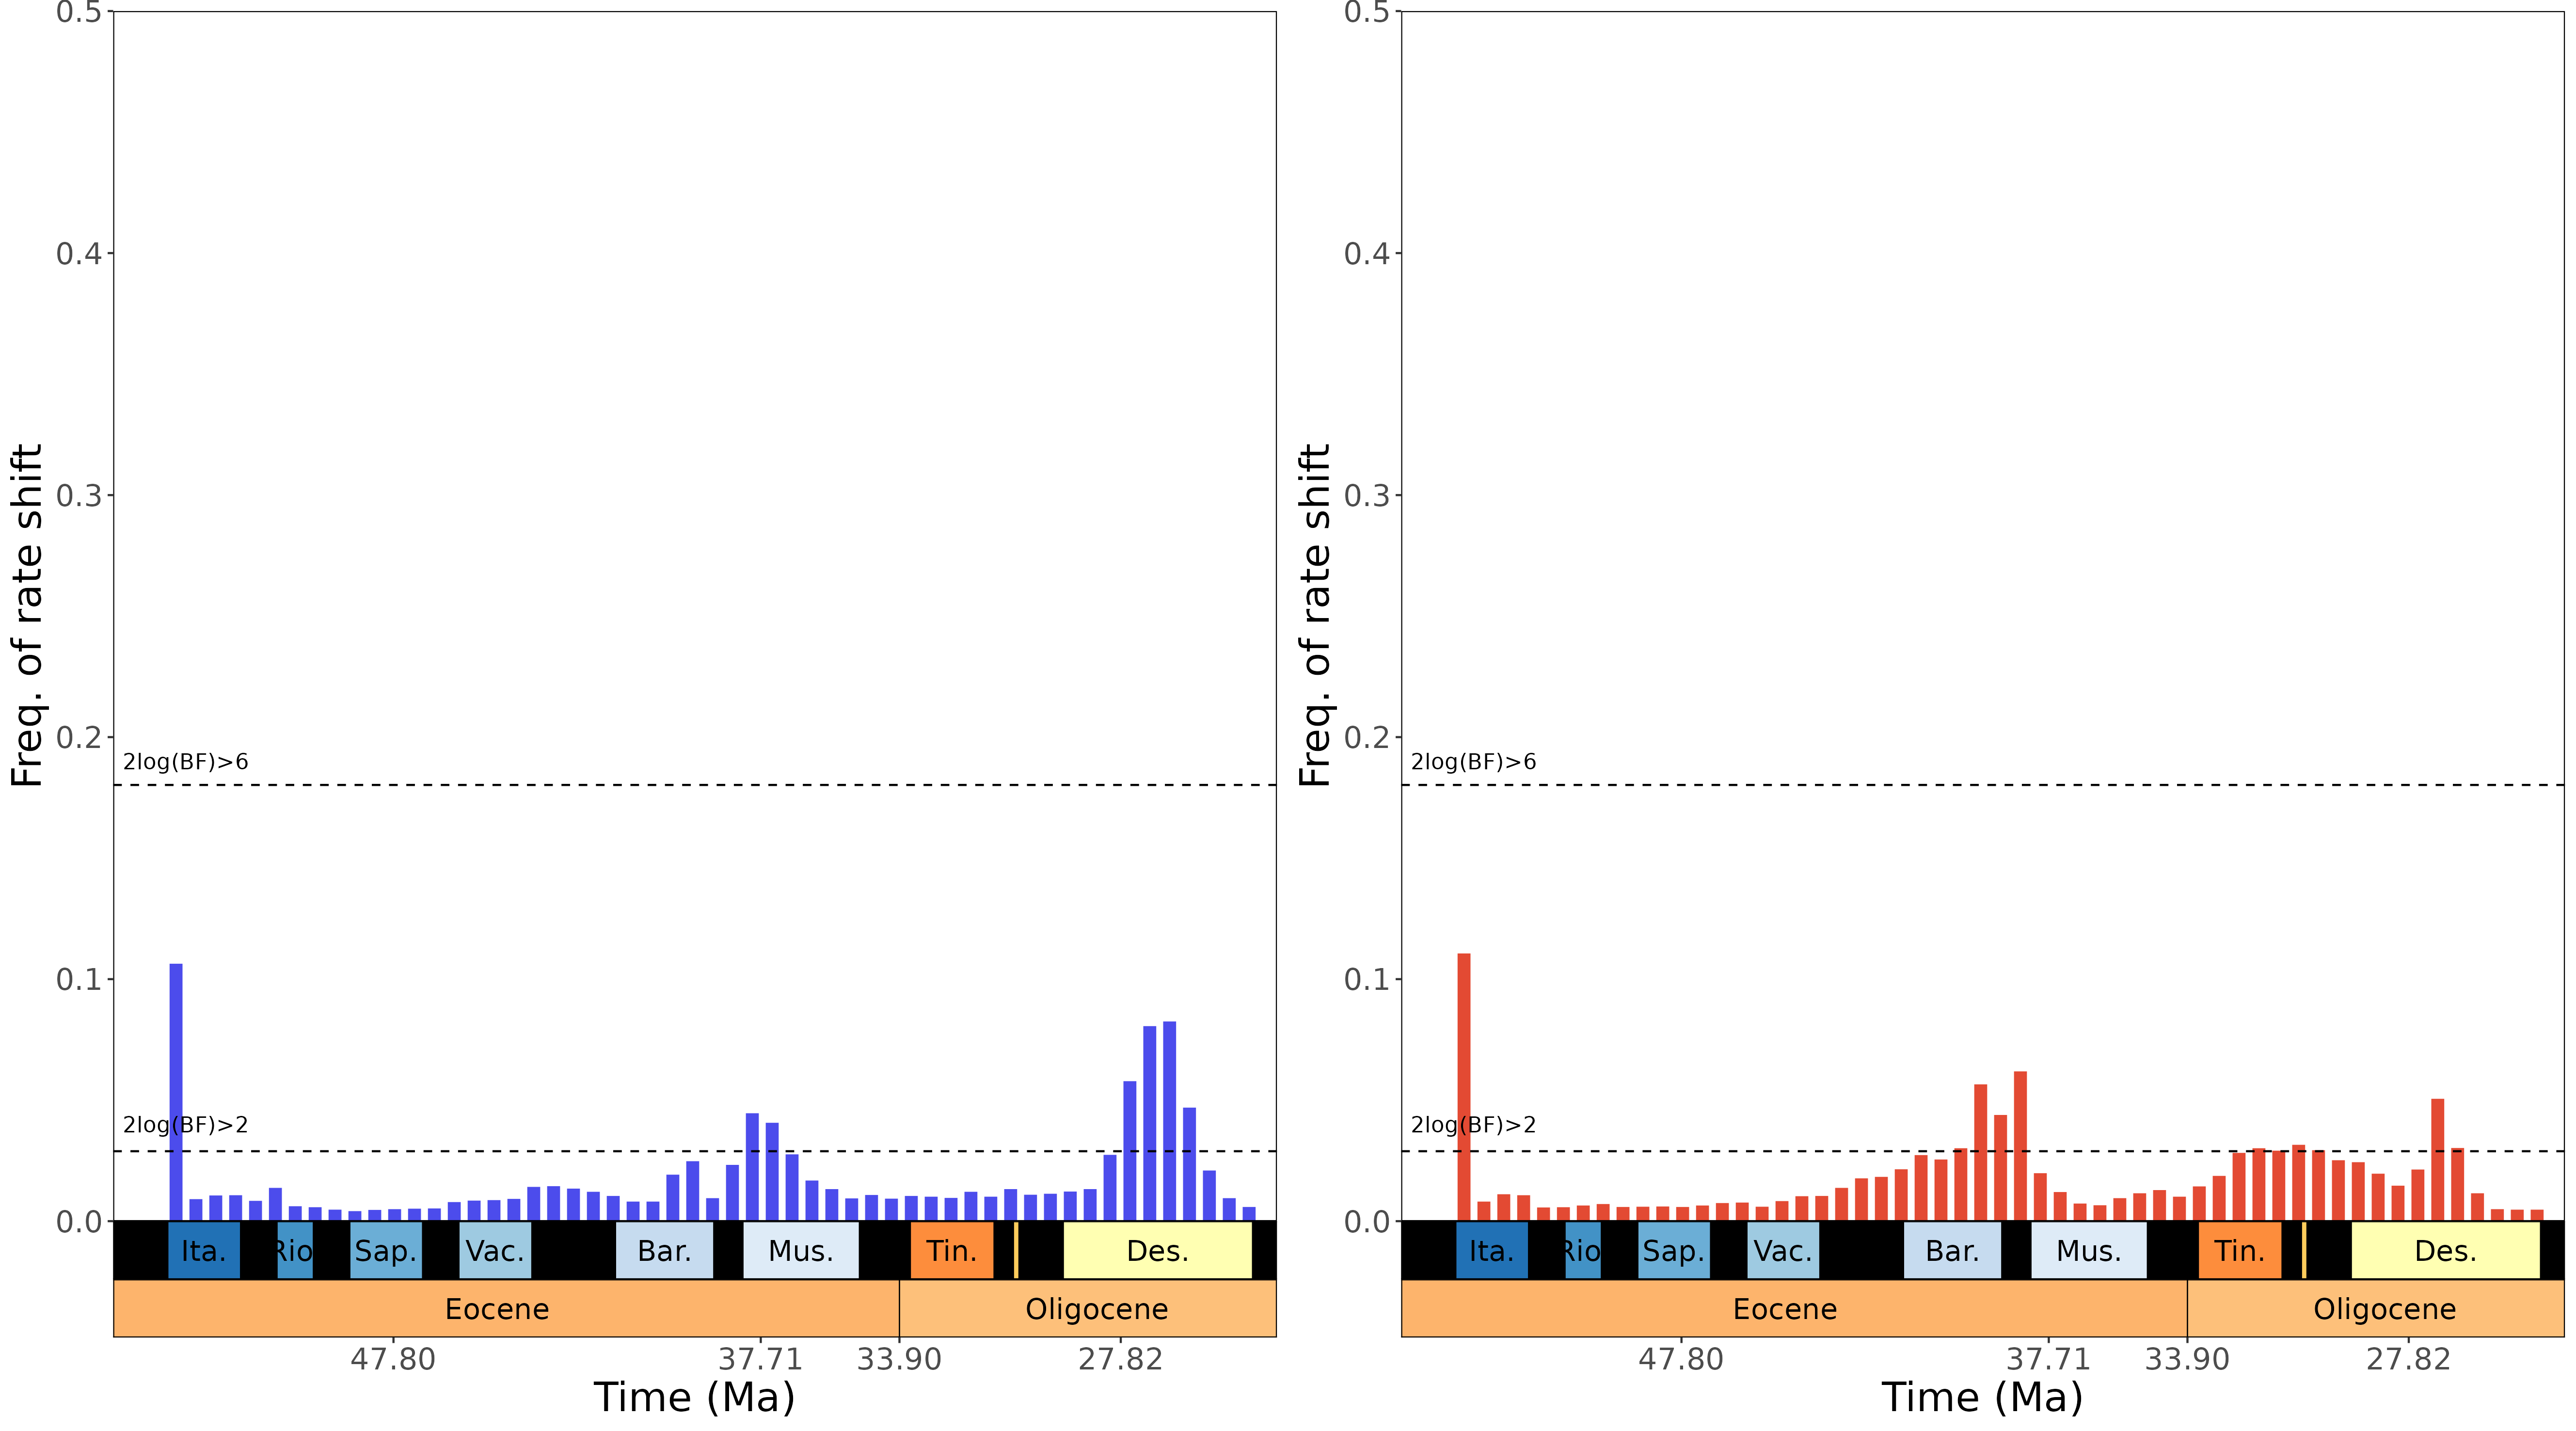 0.5
0.4
0.3
0.2
0.1
0.0
Freq. of rate shift
2log(BF)>6
2log(BF)>2
Ita. Rio Sap. Vac. Bar. Mus. Tin. Des.
Eocene Oligocene
47.80 37.71 33.90 27.82
Time (Ma)
0.5
0.4
0.3
0.2
0.1
0.0
Freq. of rate shift
2log(BF)>6
2log(BF)>2
Ita. Rio Sap. Vac. Bar. Mus. Tin. Des.
Eocene Oligocene
47.80 37.71 33.90 27.82
Time (Ma)